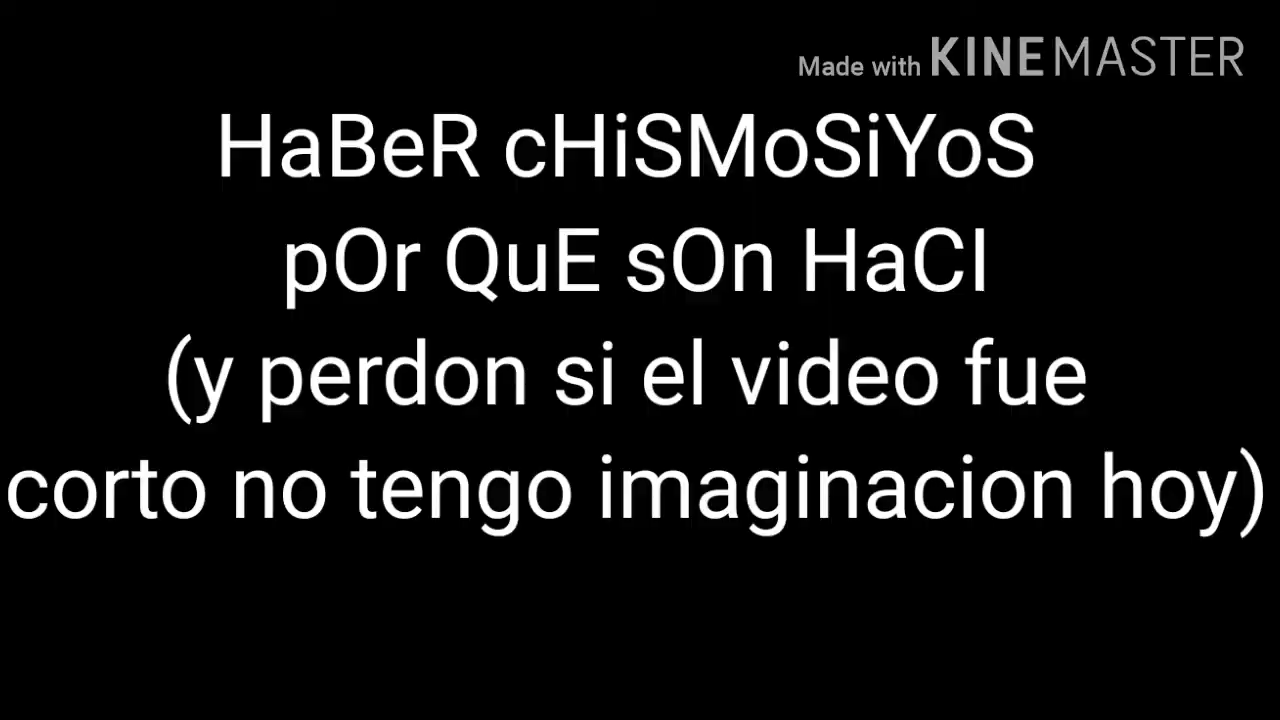 Made with KINEMASTER
HaBeR cHiSMoSiYoS
pOr QuE sOn HaCI
(y perdon si el video fue
corto no tengo imaginacion hoy)